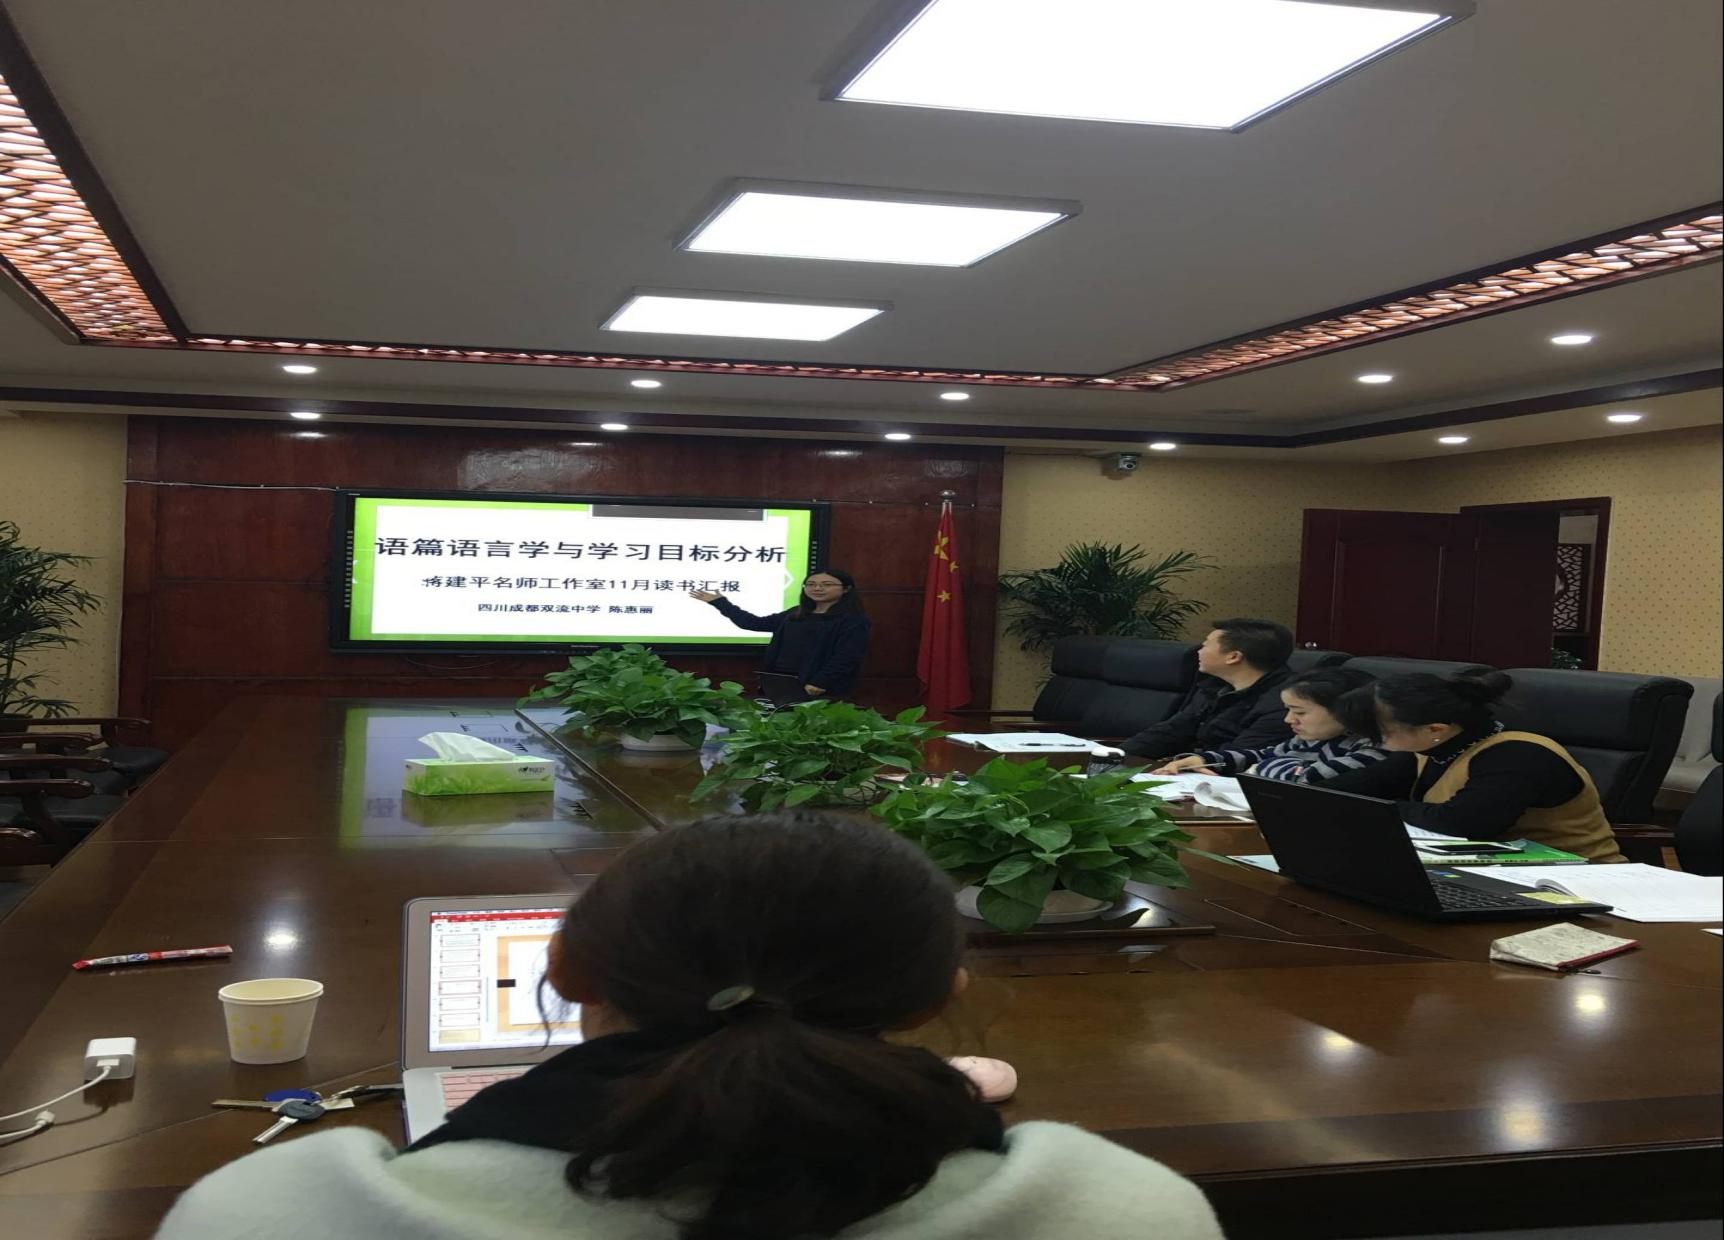 语篇语言学与学习目标分析
蒋建平名师工作室11月读书汇报
四川成都双流中学 陈惠丽